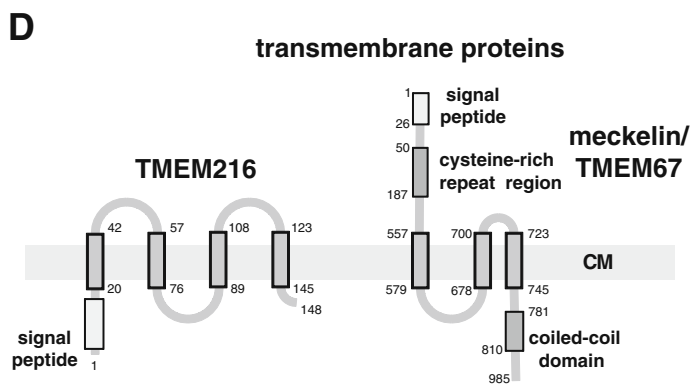 D
transmembrane proteins
TMEM216
42
57
108
123
20
76
89
145
148
signal
peptide
1
1
signal
peptide
26
50
cysteine-rich
repeat region
187
meckelin/
TMEM67
557
700
723
CM
579
678
745
781
coiled-coil
domain
810
985